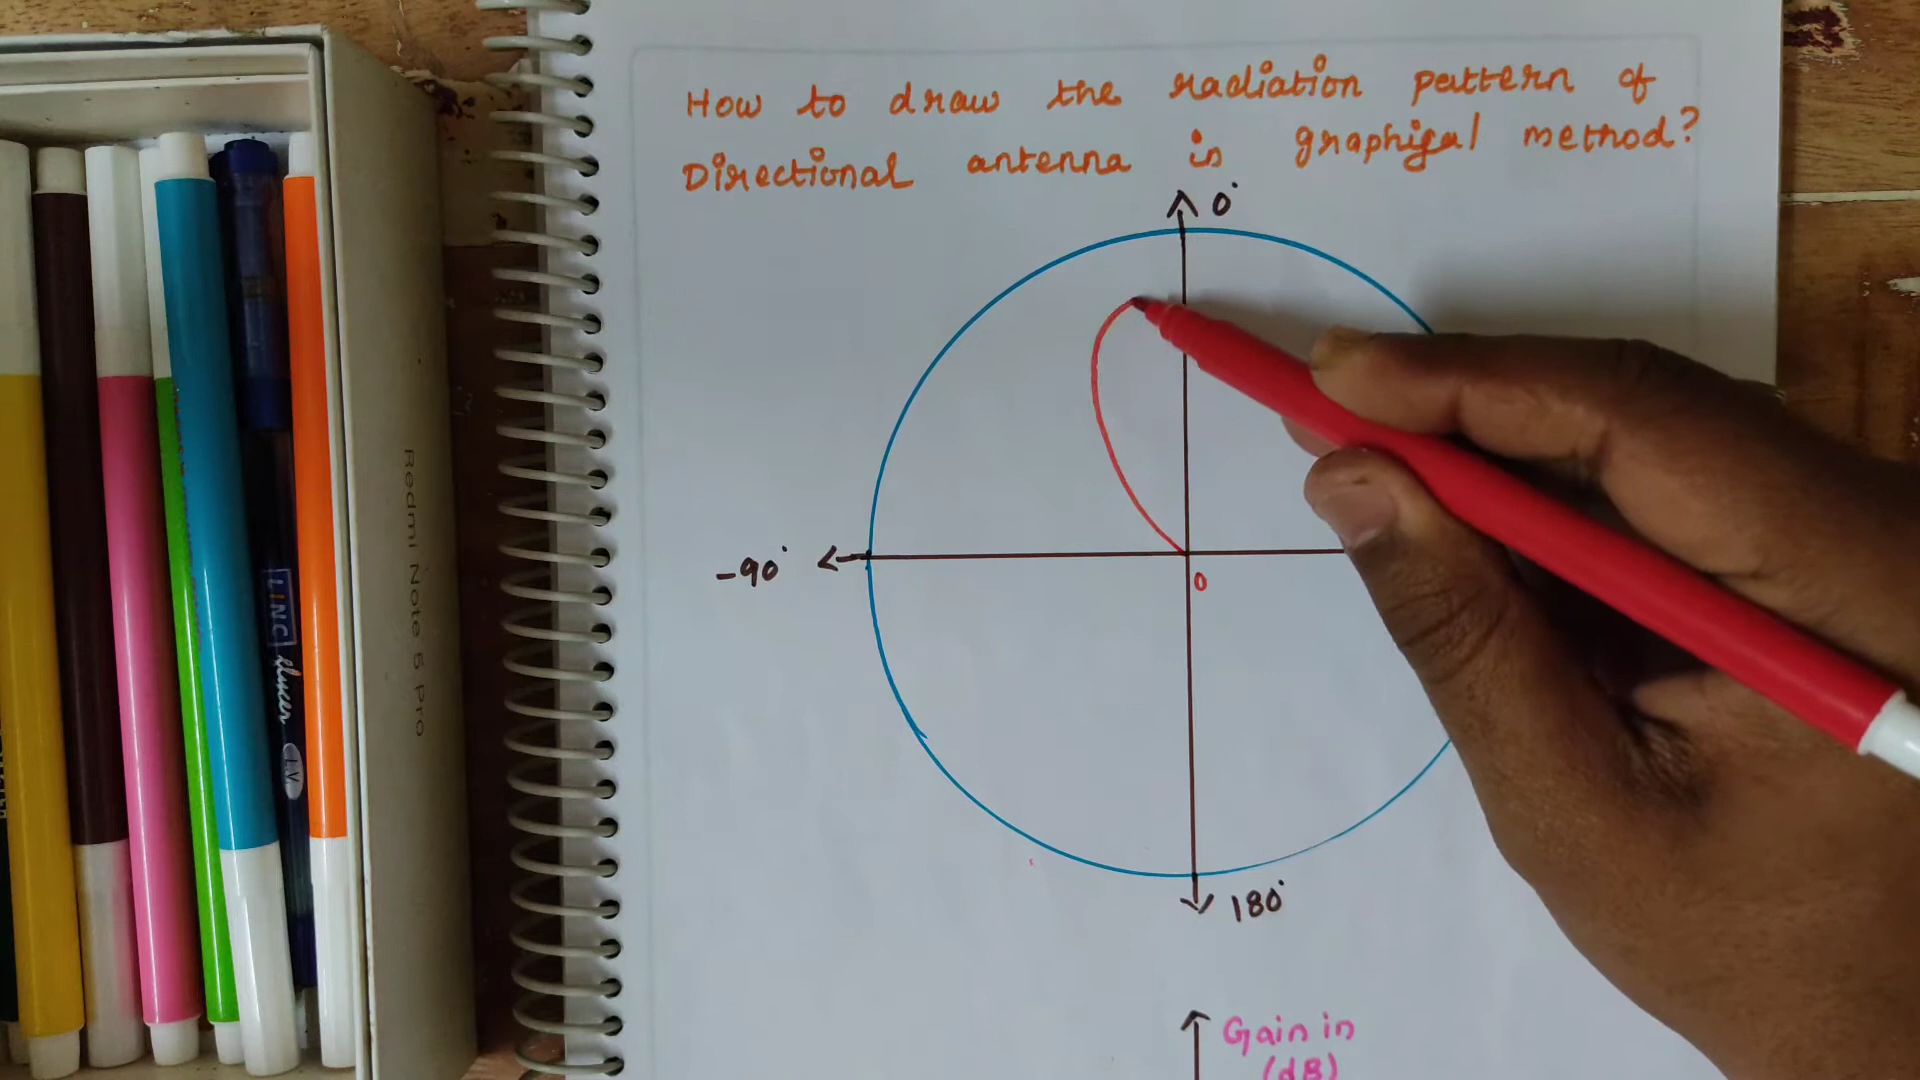 How to draw the radiation pattern of
Directional antenna in graphical method?
0°
-90°
0
180°
Gain in
(dB)
Redmi Note 6 Pro
LINC